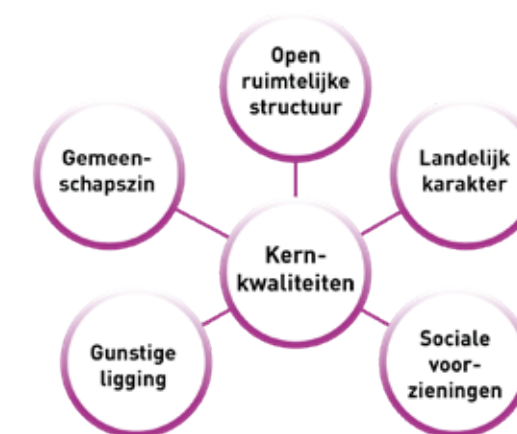 Open
ruimtelijke
structuur
Gemeen-
schapszin
Landelijk
karakter
Kern-
kwaliteiten
Gunstige
ligging
Sociale
voor-
zieningen